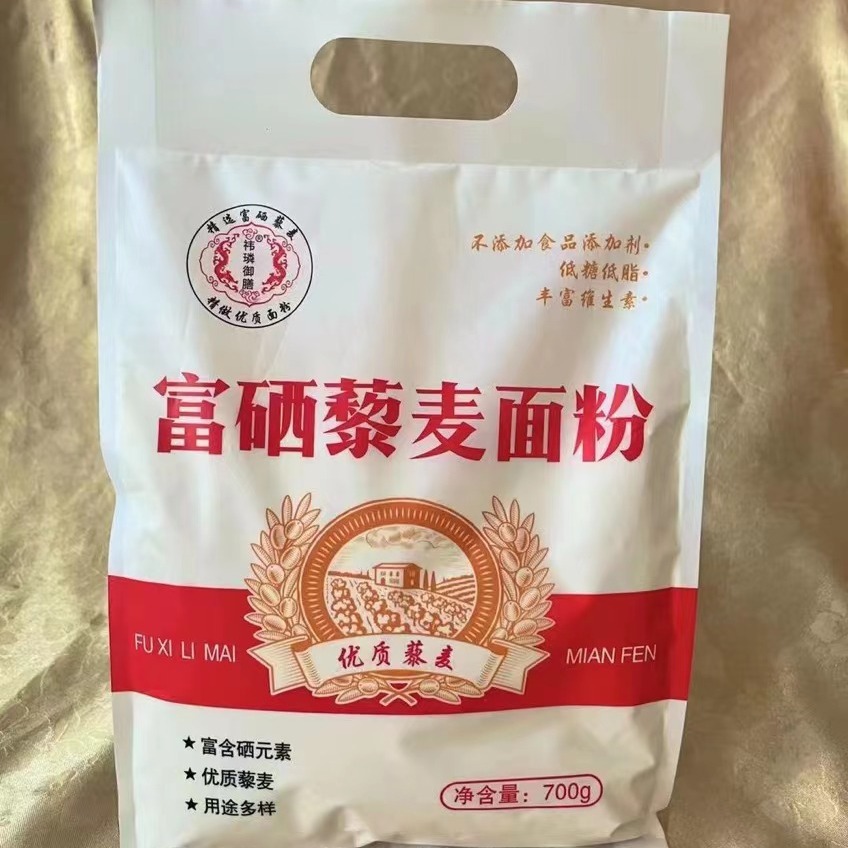 精选富硒藜麦
祎璘御膳®
精做优质面粉
不添加食品添加剂·
低糖低脂·
丰富维生素·
富硒藜麦面粉
FU XI LI MAI
优质藜麦
MIAN FEN
★富含硒元素
★优质藜麦
★用途多样
净含量：700g